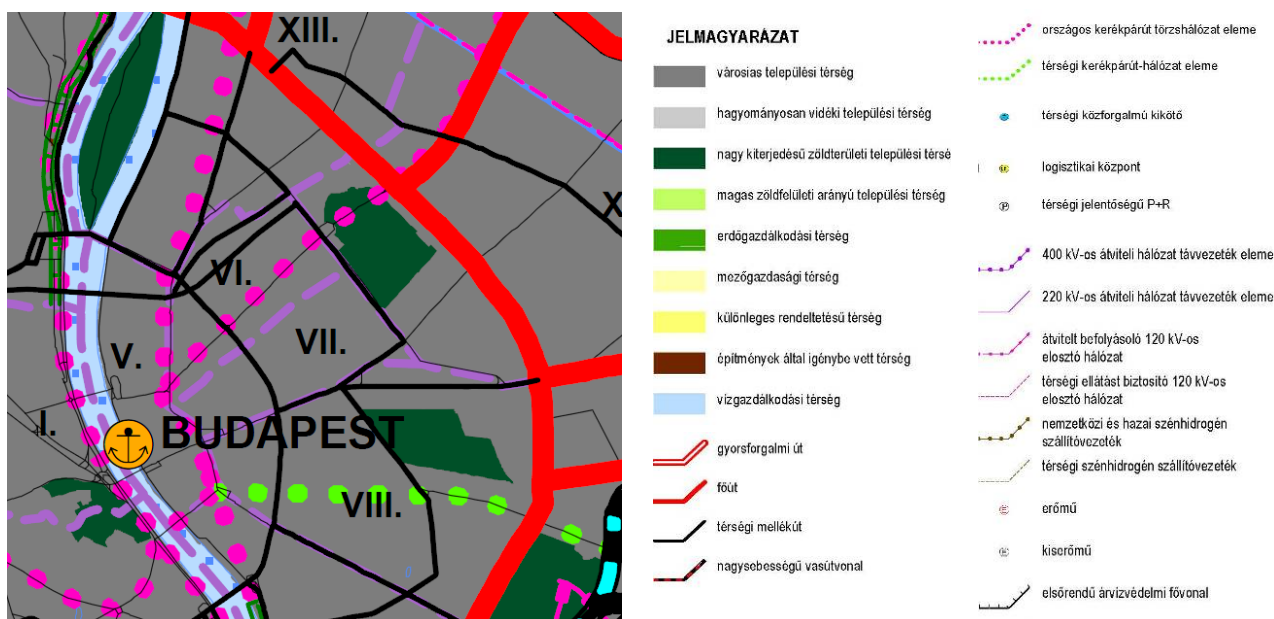 XIII.
X
VI.
VII.
V.
I.
BUDAPEST
VIII.
JELMAGYARÁZAT
városias települési térség
hagyományosan vidéki települési térség
nagy kiterjedésű zöldterületi települési térsé
magas zöldfelületi arányú települési térség
erdőgazdálkodási térség
mezőgazdasági térség
különleges rendeltetésű térség
építmények által igénybe vett térség
vízgazdálkodási térség
gyorsforgalmi út
főút
térségi mellékút
nagysebességű vasútvonal
országos kerékpárút törzshálózat eleme
térségi kerékpárút-hálózat eleme
térségi közforgalmú kikötő
logisztikai központ
P térségi jelentőségű P+R
400 kV-os átviteli hálózat távvezeték eleme
220 kV-os átviteli hálózat távvezeték eleme
átvitelt befolyásoló 120 kV-os
elosztó hálózat
térségi ellátást biztosító 120 kV-os
elosztó hálózat
nemzetközi és hazai szénhidrogén
szállítóvezeték
térségi szénhidrogén szállítóvezeték
erőmű
kiserőmű
elsőrendű árvízvédelmi fővonal